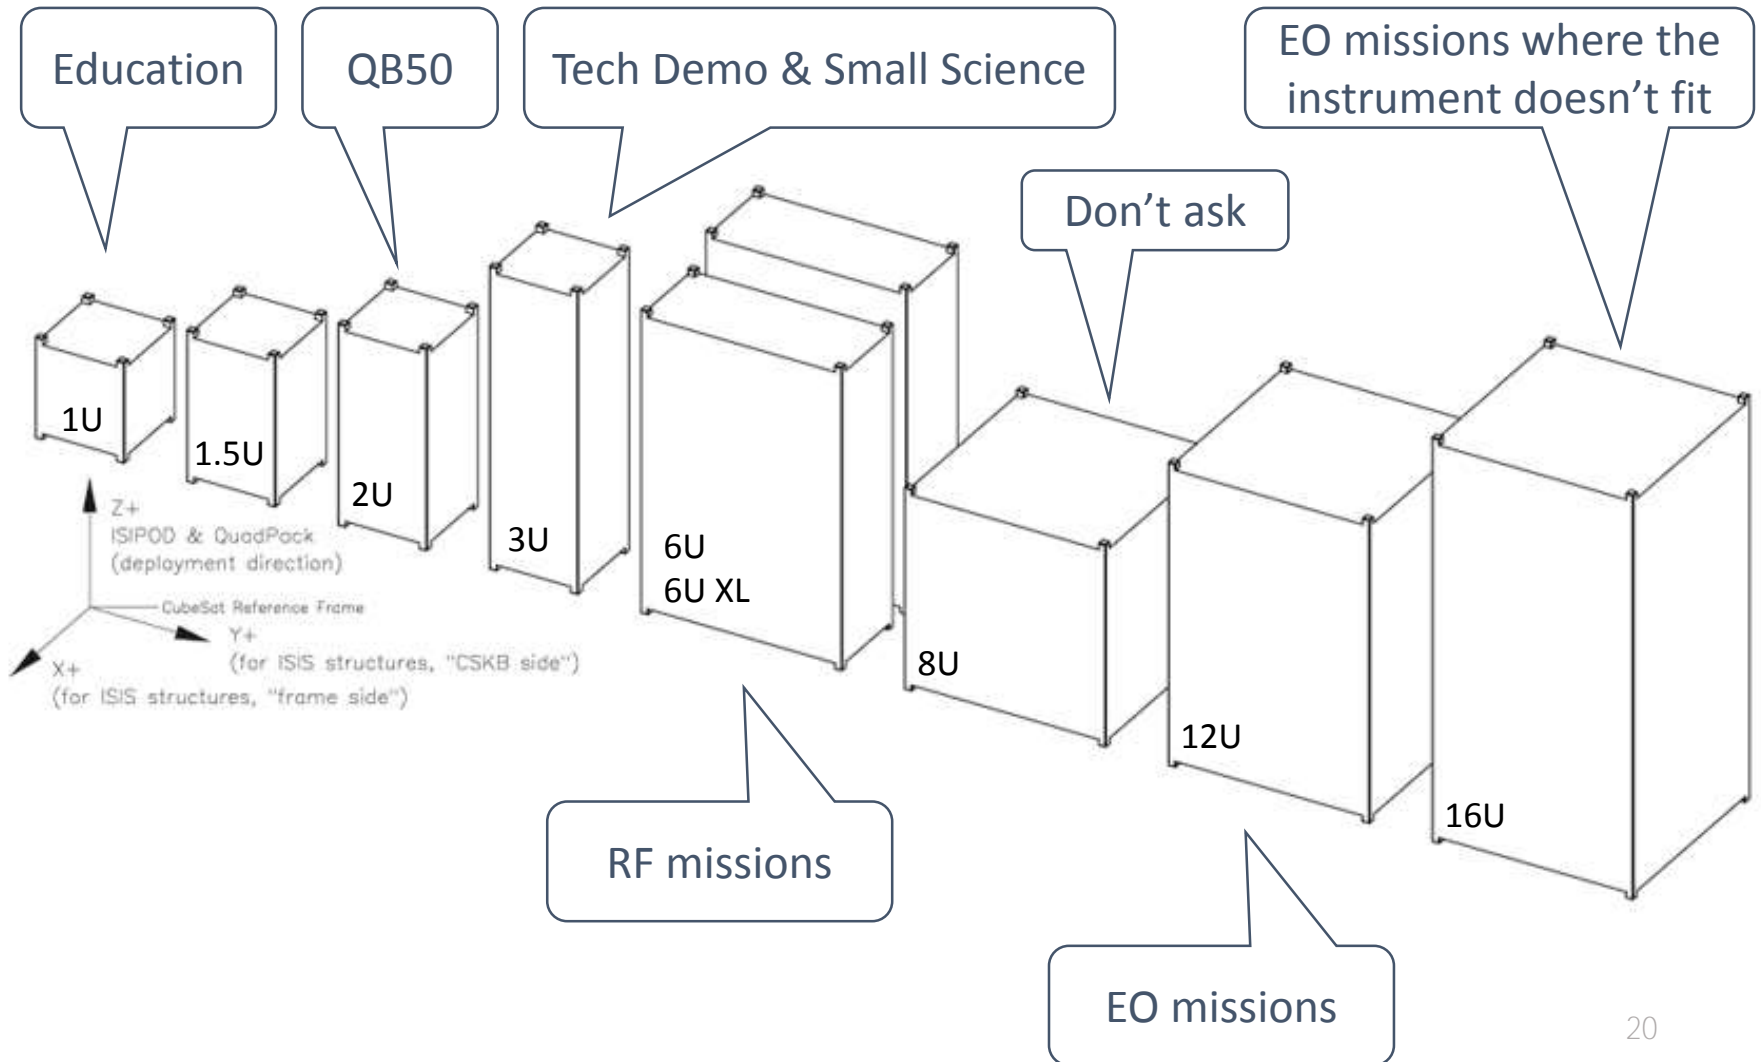 Education
QB50
Tech Demo & Small Science
EO missions where the
instrument doesn't fit
Don't ask
1U
1.5U
2U
3U
6U
6U XL
8U
12U
16U
Z+
ISIPOD & QuadPack
(deployment direction)
CubeSat Reference Frame
Y+
(for ISIS structures, "CSKB side")
X+
(for ISIS structures, "frame side")
RF missions
EO missions
20